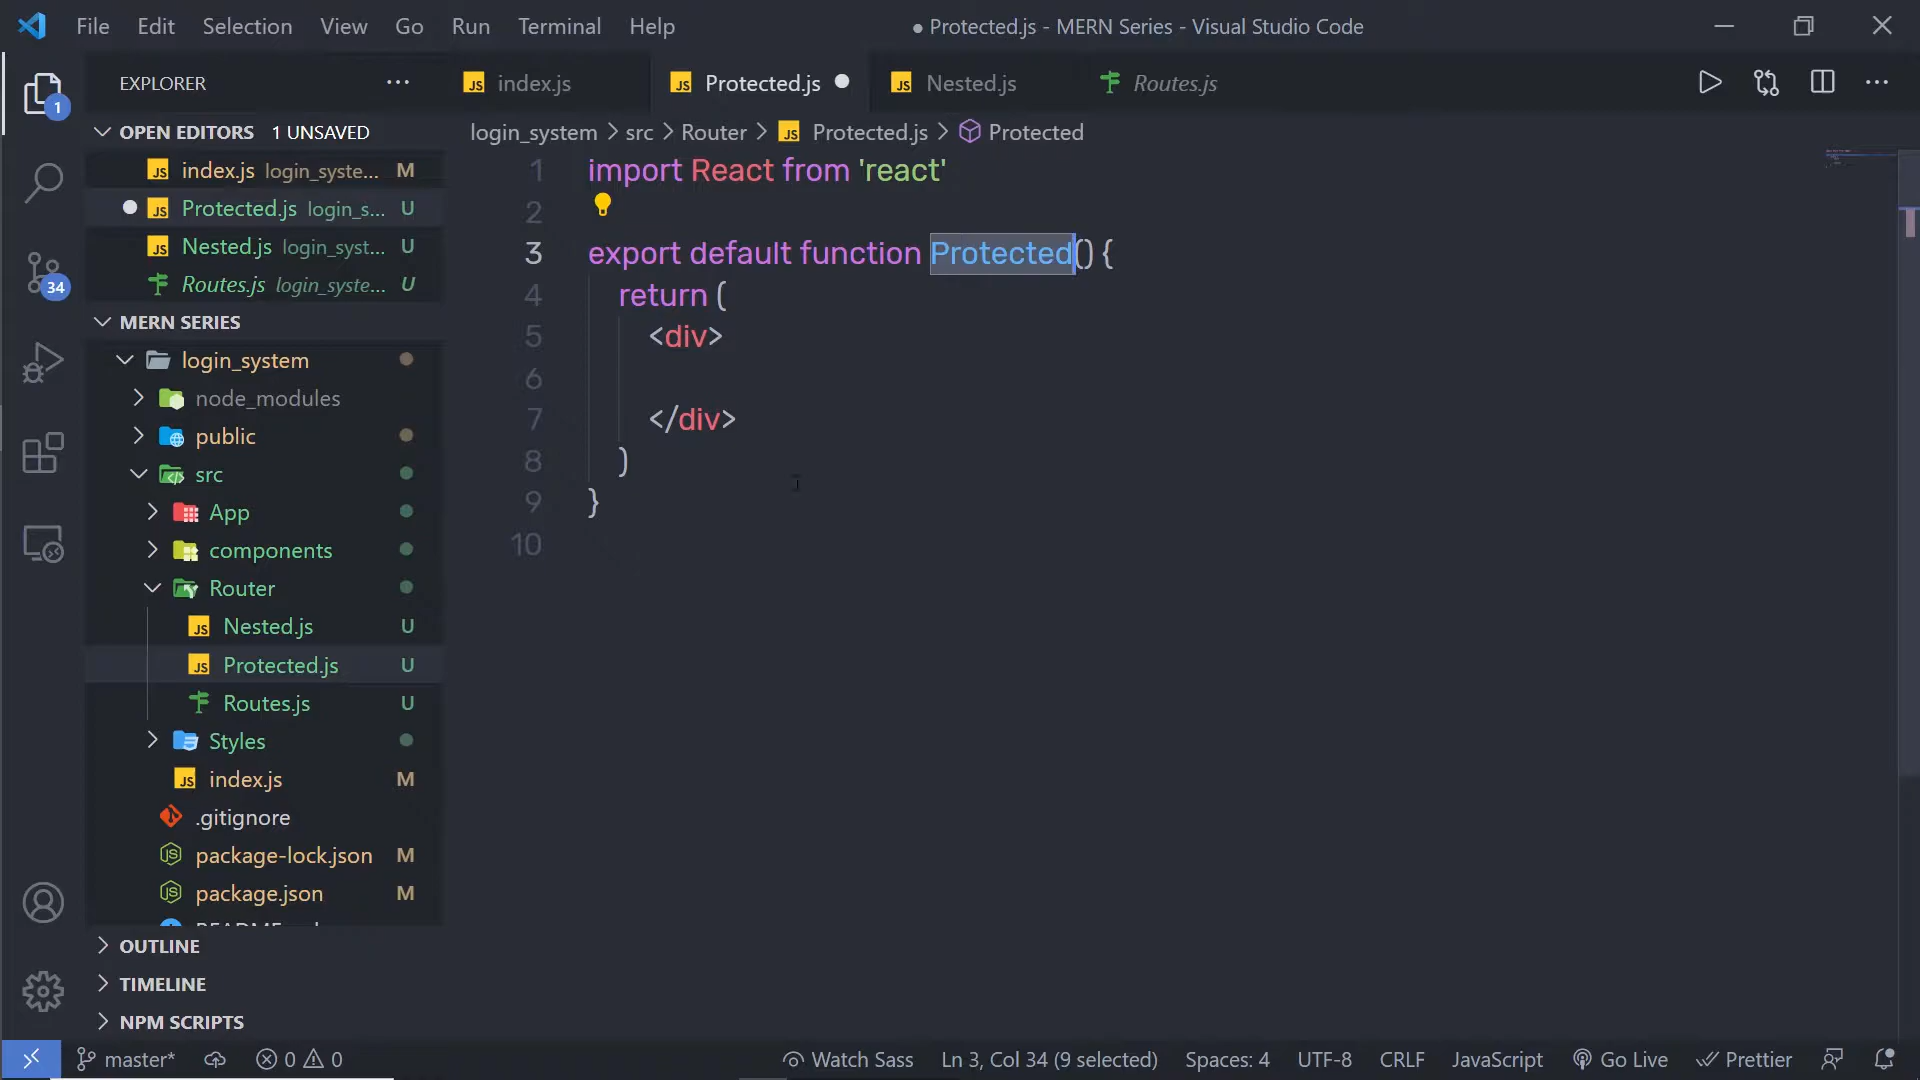 File Edit Selection View Go Run Terminal Help
● Protected.js - MERN Series - Visual Studio Code
EXPLORER
index.js
Protected.js
Nested.js
Routes.js
1
OPEN EDITORS 1 UNSAVED
index.js login_syste... M
Protected.js login_s... U
Nested.js login_syst... U
Routes.js login_syste... U
34
MERN SERIES
login_system
node_modules
public
src
App
components
Router
Nested.js U
Protected.js U
Routes.js U
Styles
index.js M
.gitignore
package-lock.json M
package.json M
OUTLINE
TIMELINE
NPM SCRIPTS
login_system > src > Router > Protected.js > Protected
1 import React from 'react'
2
3 export default function Protected() {
4 return (
5 <div>
6
7 </div>
8 )
9 }
10
master* 0 0 Watch Sass Ln 3, Col 34 (9 selected) Spaces: 4 UTF-8 CRLF JavaScript Go Live Prettier